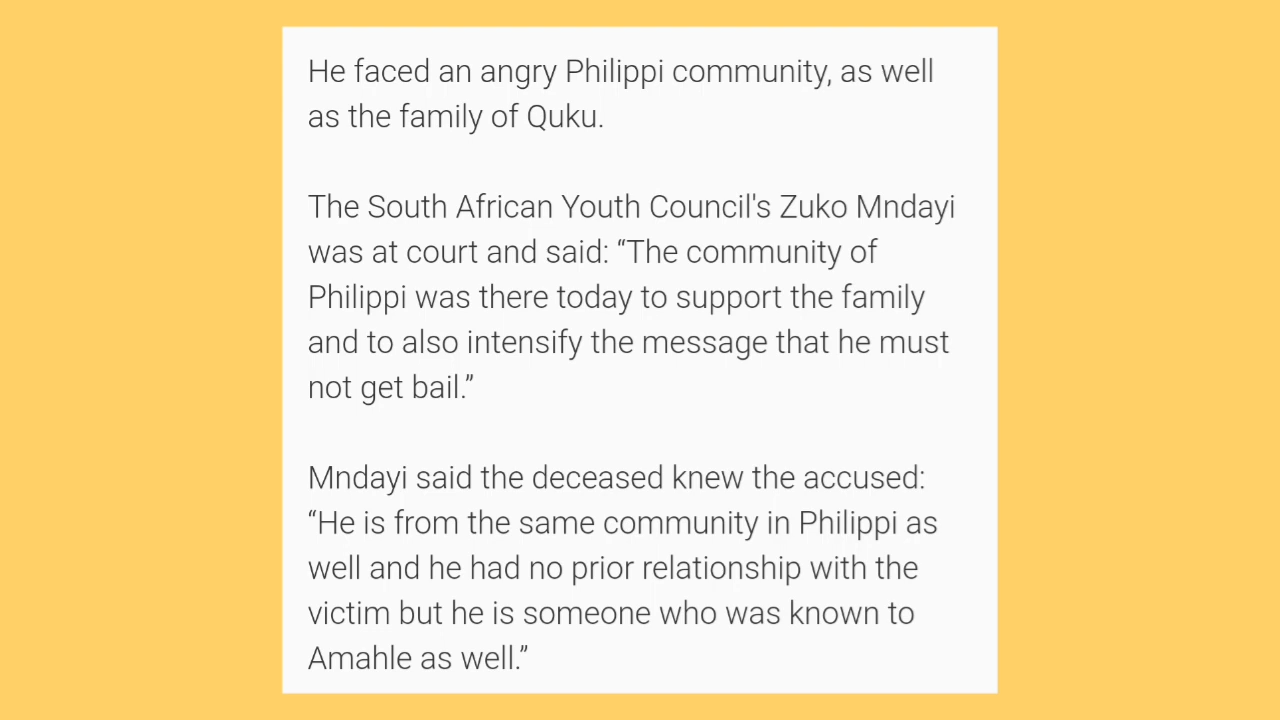 He faced an angry Philippi community, as well
as the family of Quku.
The South African Youth Council's Zuko Mndayi
was at court and said: “The community of
Philippi was there today to support the family
and to also intensify the message that he must
not get bail.”
Mndayi said the deceased knew the accused:
“He is from the same community in Philippi as
well and he had no prior relationship with the
victim but he is someone who was known to
Amahle as well.”